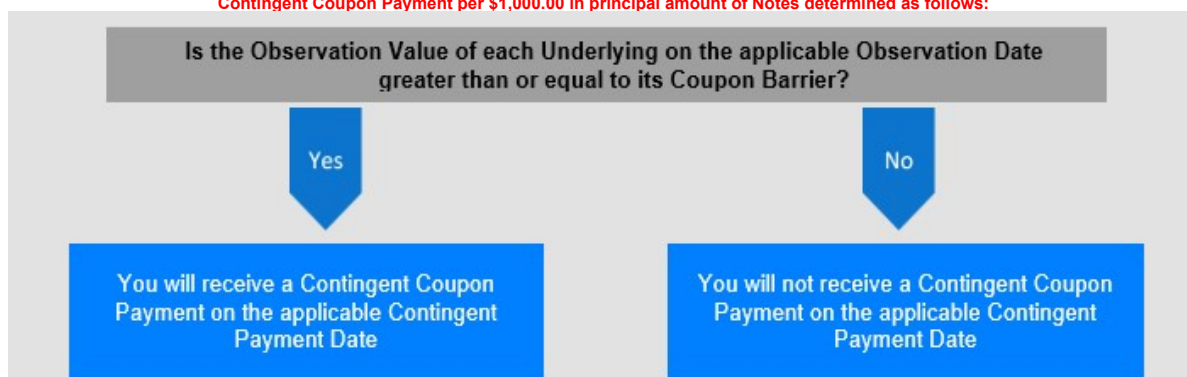 Contingent Coupon Payment per $1,000.00 in principal amount of Notes determined as follows:
Is the Observation Value of each Underlying on the applicable Observation Date
greater than or equal to its Coupon Barrier?
Yes
No
You will receive a Contingent Coupon
Payment on the applicable Contingent
Payment Date
You will not receive a Contingent Coupon
Payment on the applicable Contingent
Payment Date